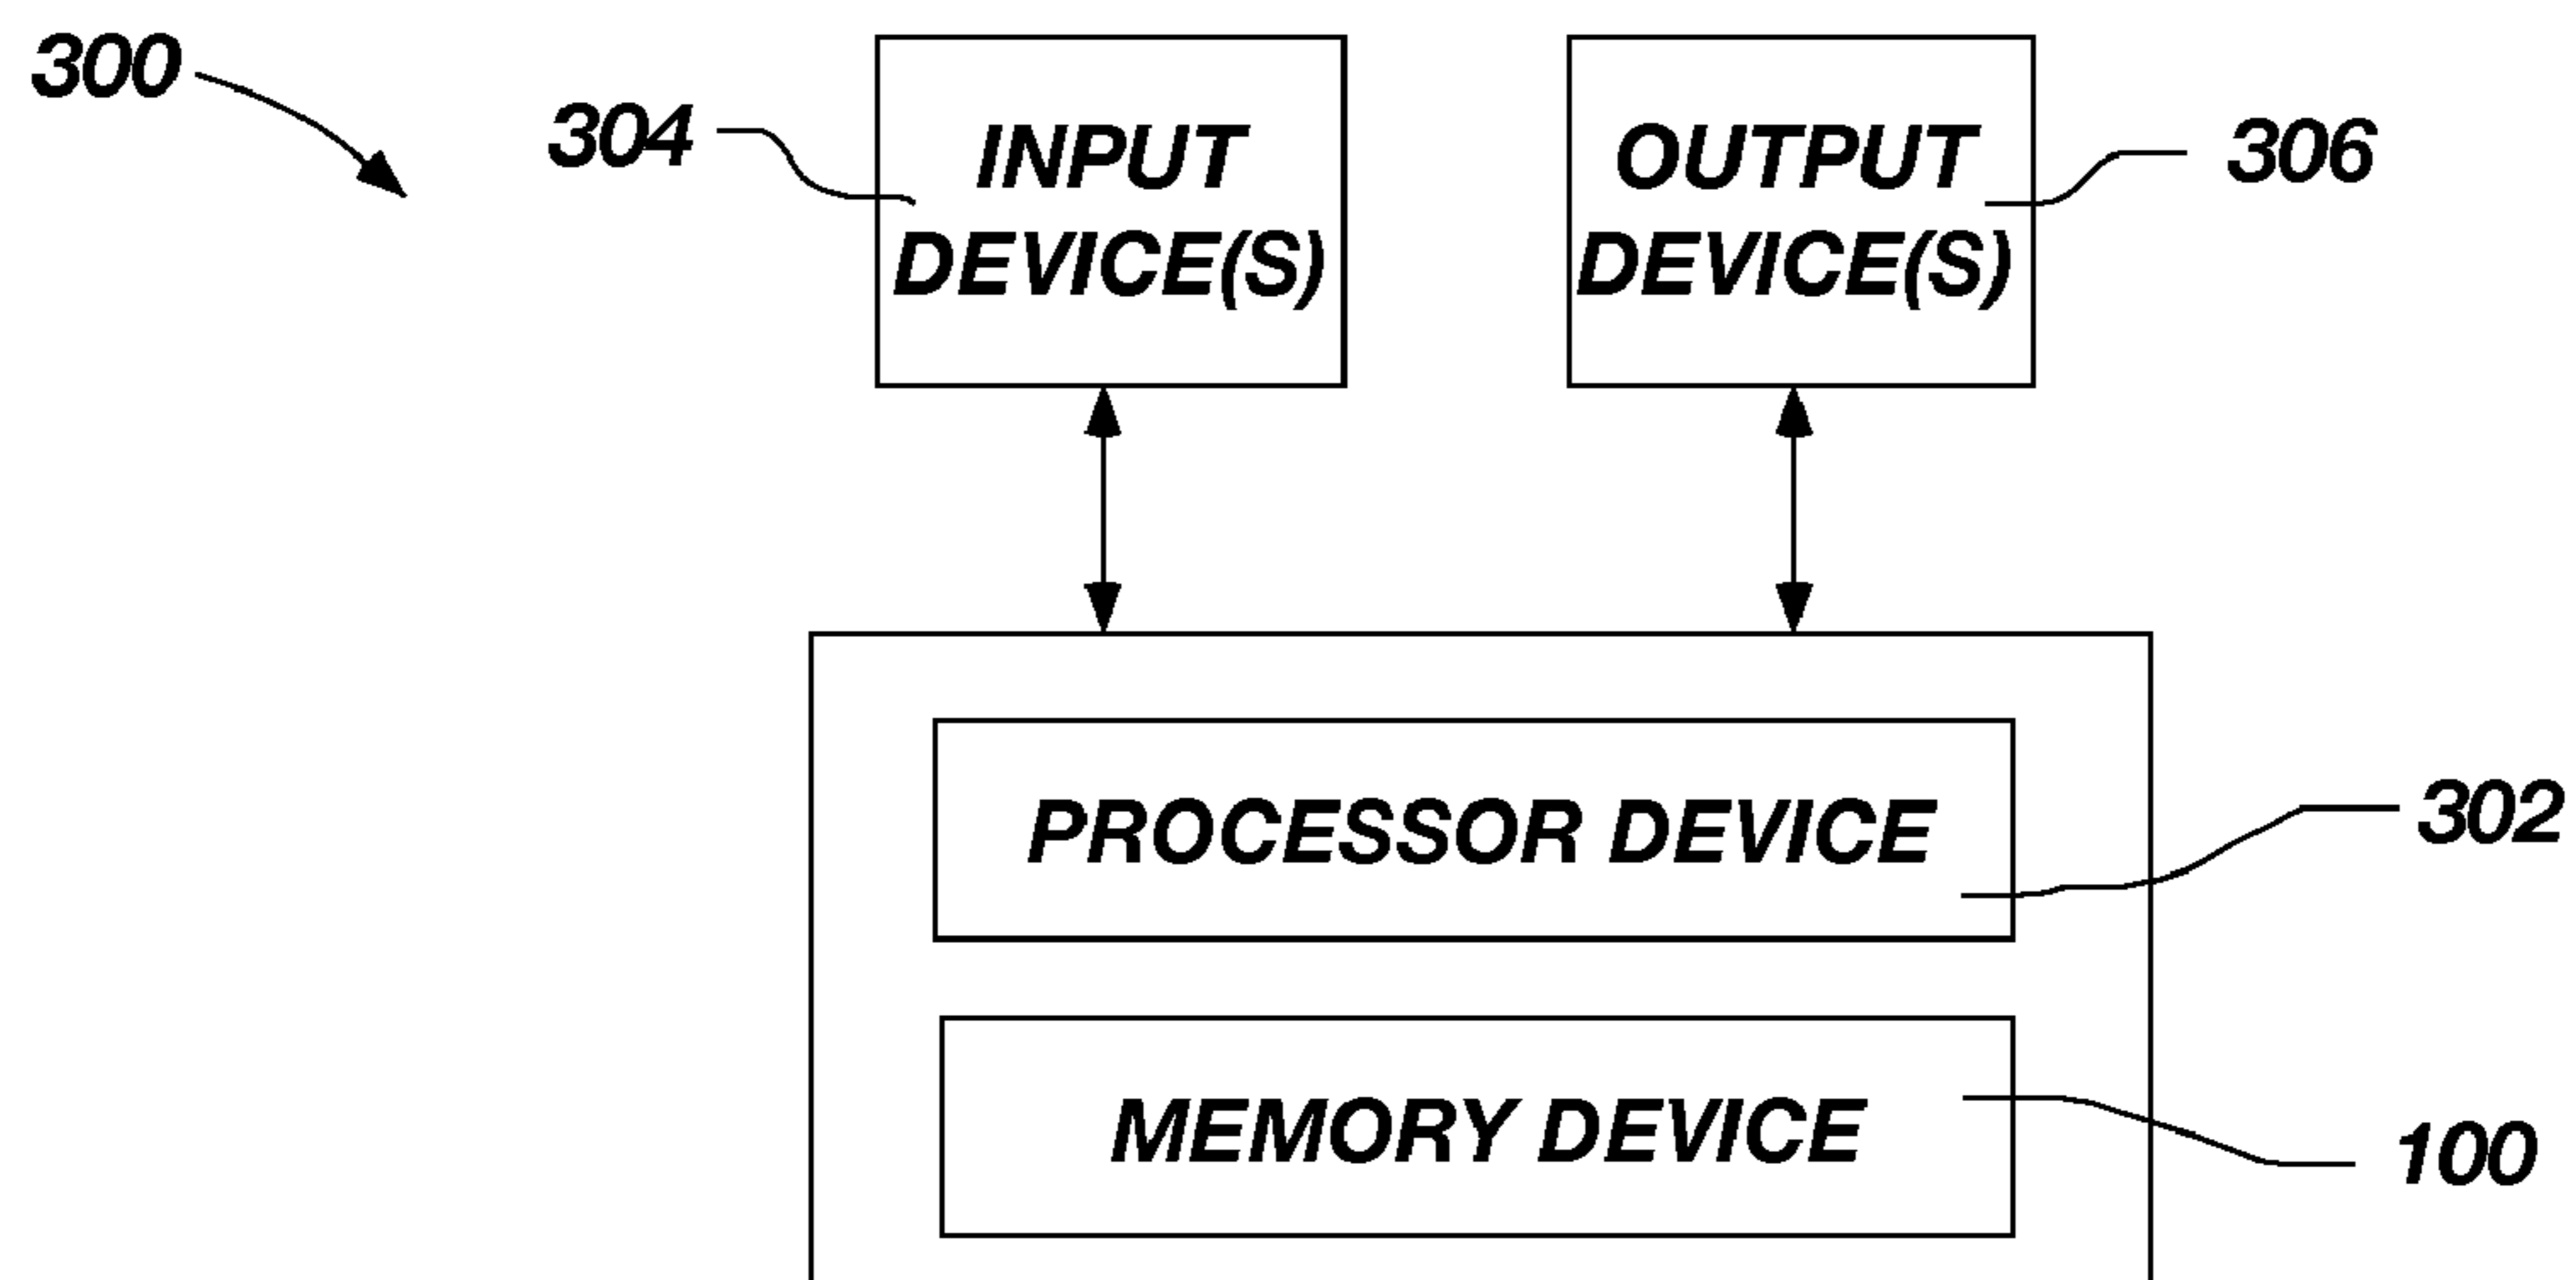 300
304
INPUT
DEVICE(S)
OUTPUT
DEVICE(S)
306
PROCESSOR DEVICE
302
MEMORY DEVICE
100